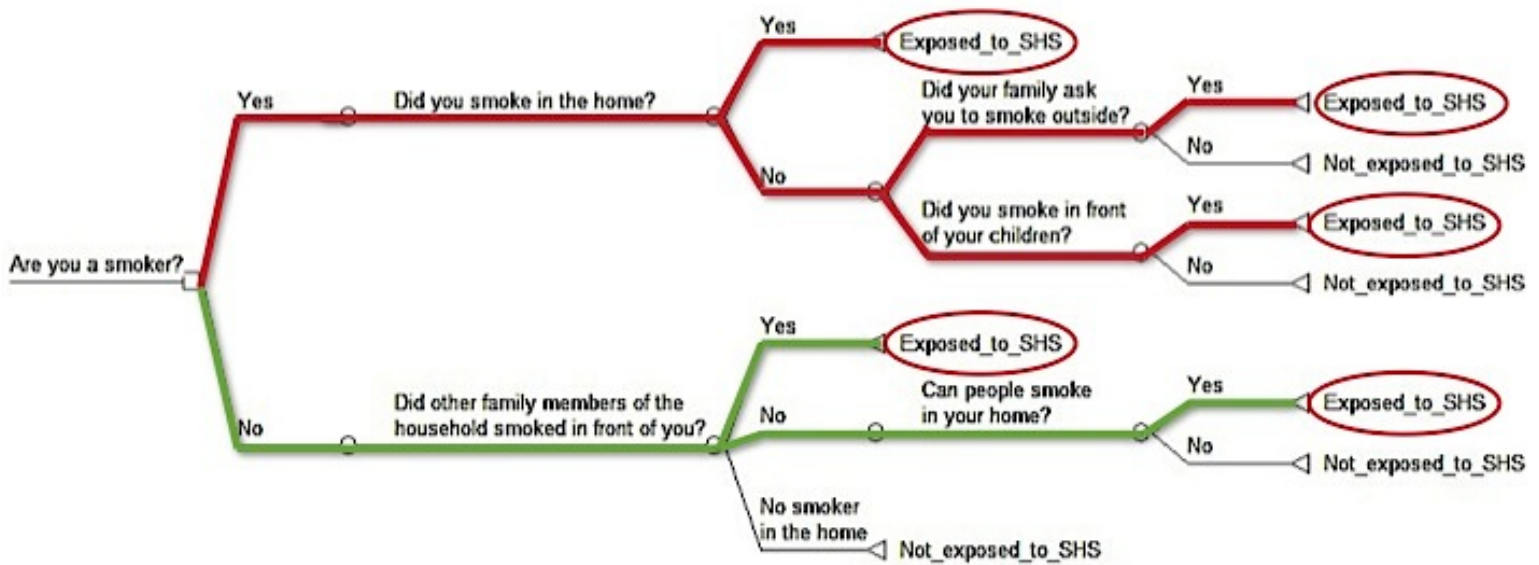 Yes
Exposed_to_SHS
Did your family ask
you to smoke outside?
Yes
Exposed_to_SHS
Yes
Did you smoke in the home?
No
Not_exposed_to_SHS
No
Did you smoke in front
of your children?
Yes
Exposed_to_SHS
Are you a smoker?
No
Not_exposed_to_SHS
Yes
Exposed_to_SHS
Can people smoke
in your home?
Yes
Exposed_to_SHS
Did other family members of the
household smoked in front of you?
No
No
No
Not_exposed_to_SHS
No smoker
in the home
Not_exposed_to_SHS